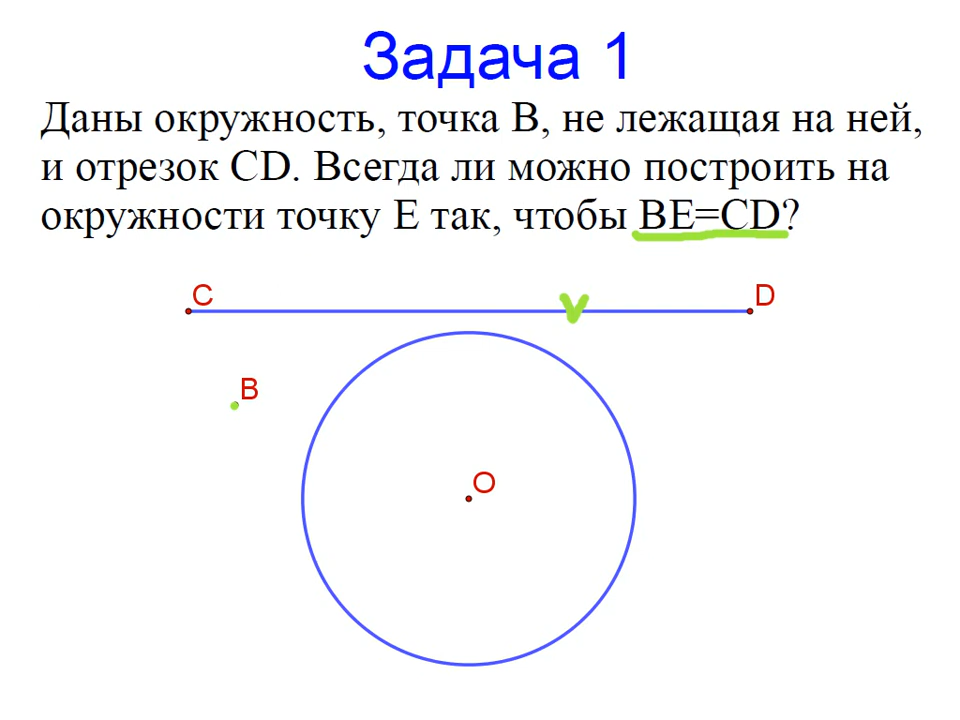 Задача 1
Даны окружность, точка B, не лежащая на ней,
и отрезок CD. Всегда ли можно построить на
окружности точку E так, чтобы BE=CD?
C
D
B
O